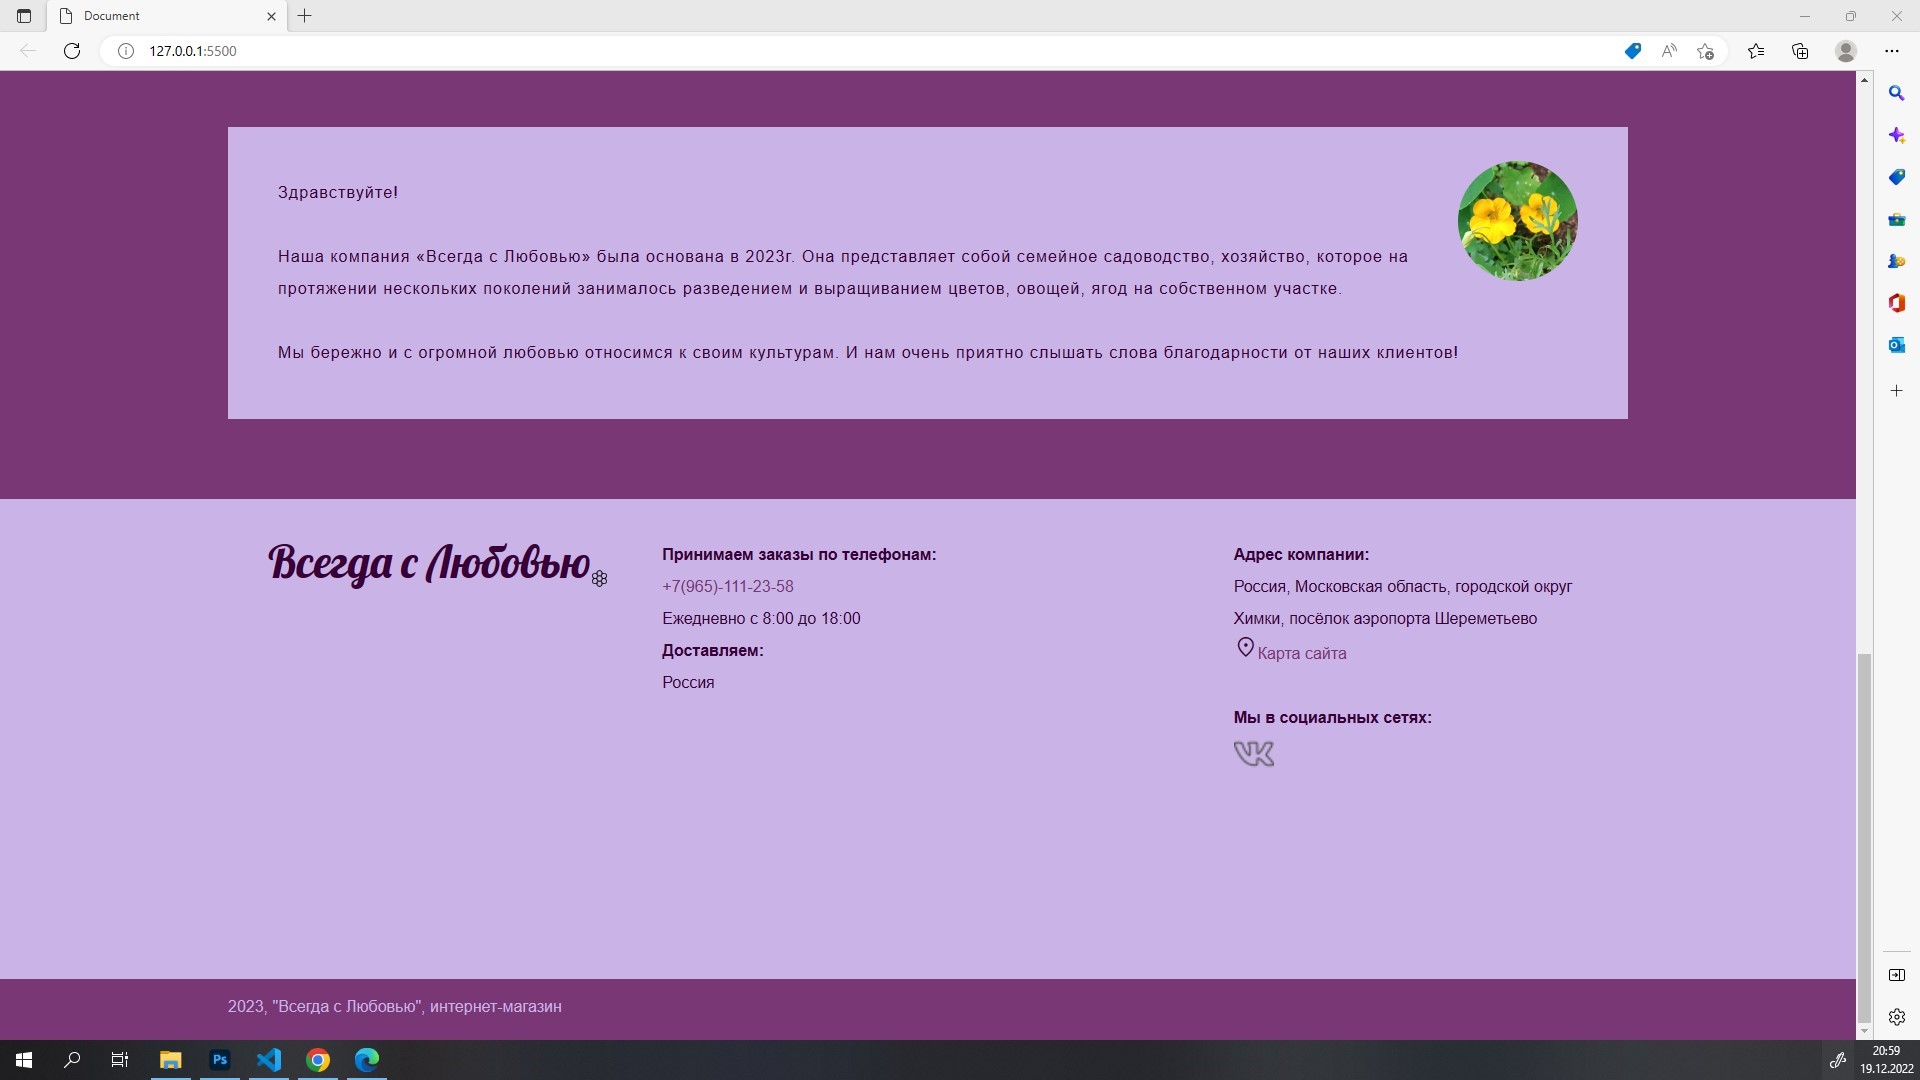 Document
127.0.0.1:5500
Здравствуйте!
Наша компания «Всегда с Любовью» была основана в 2023г. Она представляет собой семейное садоводство, хозяйство, которое на
протяжении нескольких поколений занималось разведением и выращиванием цветов, овощей, ягод на собственном участке.
Мы бережно и с огромной любовью относимся к своим культурам. И нам очень приятно слышать слова благодарности от наших клиентов!
Всегда с Любовью
Принимаем заказы по телефонам:
+7(965)-111-23-58
Ежедневно с 8:00 до 18:00
Доставляем:
Россия
Адрес компании:
Россия, Московская область, городской округ
Химки, посёлок аэропорта Шереметьево
Карта сайта
Мы в социальных сетях:
VK
2023, "Всегда с Любовью", интернет-магазин
Ps
20:59
19.12.2022